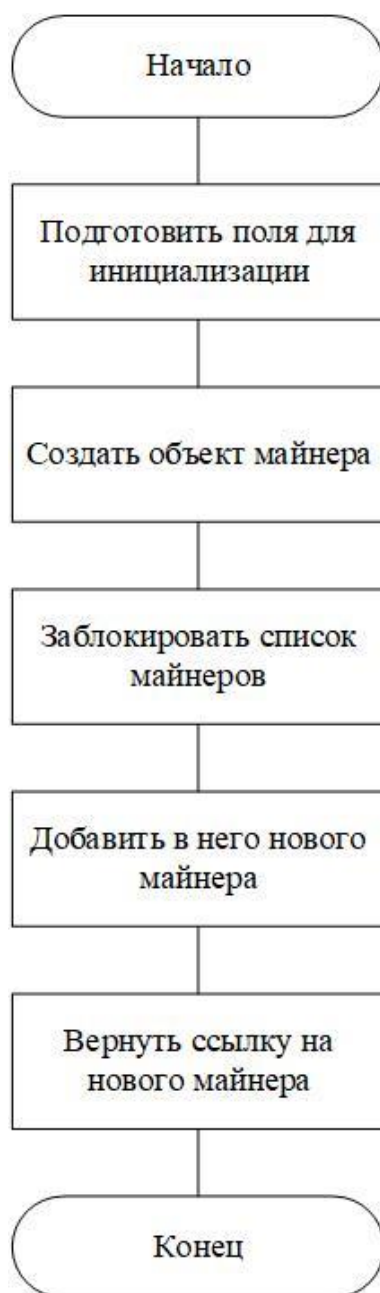 Начало
Подготовить поля для
инициализации
Создать объект майнера
Заблокировать список
майнеров
Добавить в него нового
майнера
Вернуть ссылку на
нового майнера
Конец